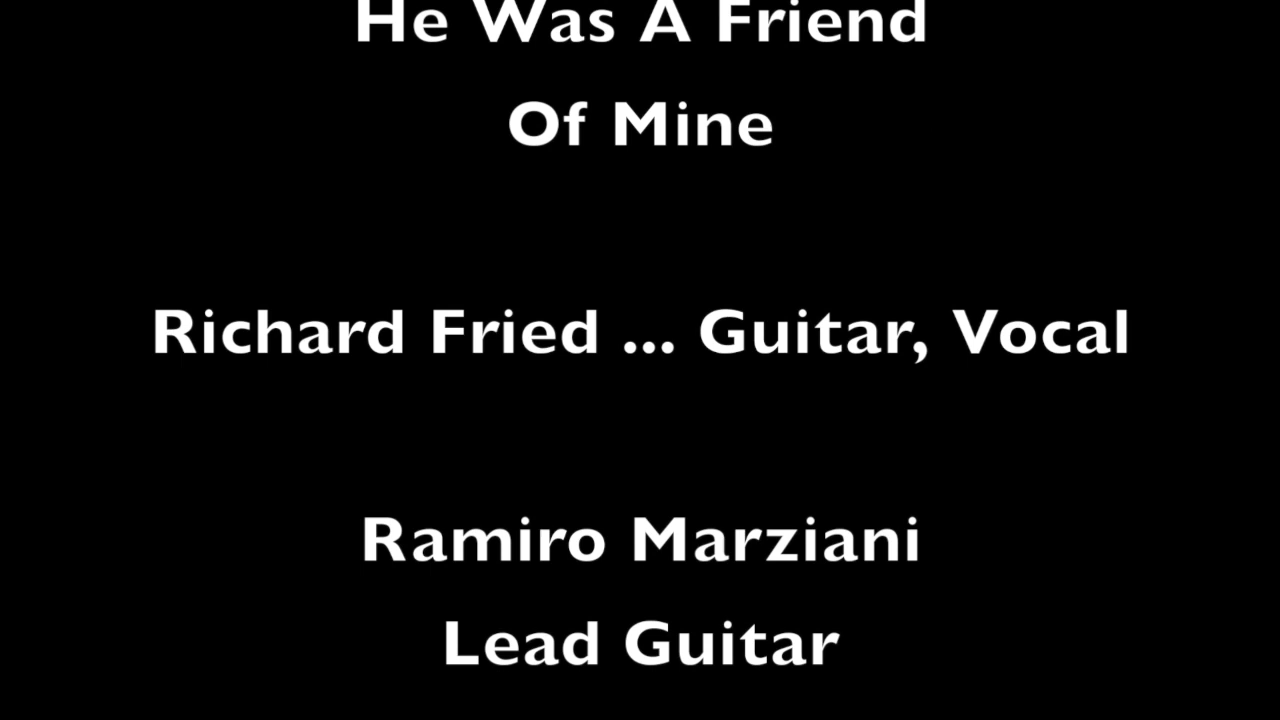 He Was A Friend
Of Mine
Richard Fried ... Guitar, Vocal
Ramiro Marziani
Lead Guitar